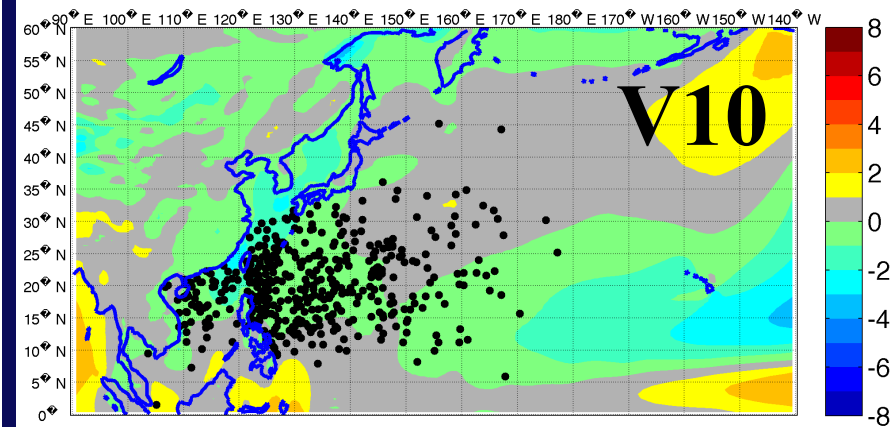 90� E 100� E 110� E 120� E 130� E 140� E 150� E 160� E 170� E 180� E 170� W 160� W 150� W 140� W
60� N
55� N
50� N
45� N
40� N
35� N
30� N
25� N
20� N
15� N
10� N
5� N
0�
V10
8
6
4
2
0
-2
-4
-6
-8